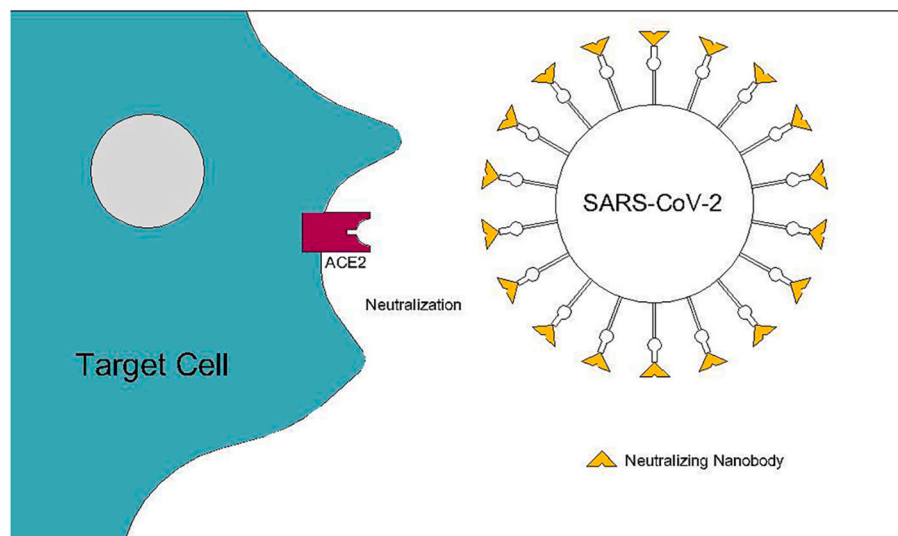 SARS-CoV-2
ACE2
Neutralization
Target Cell
Neutralizing Nanobody